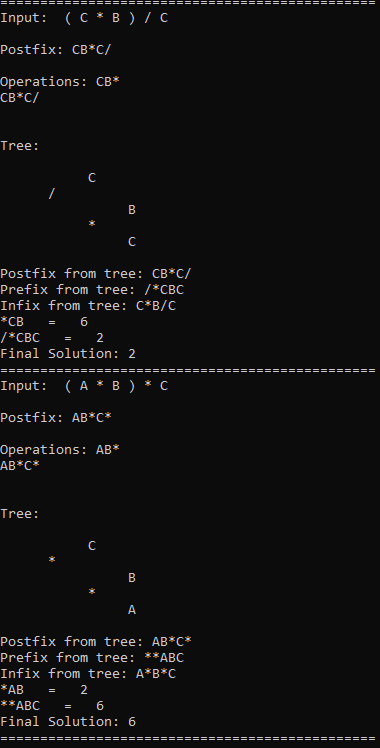 ===============================================
Input:  ( C * B ) / C
Postfix: CB*C/
Operations: CB*
CB*C/
Tree:
C
/
B
*
C
Postfix from tree: CB*C/
Prefix from tree: /*CBC
Infix from tree: C*B/C
*CB   =   6
/*CBC   =   2
Final Solution: 2
===============================================
Input:  ( A * B ) * C
Postfix: AB*C*
Operations: AB*
AB*C*
Tree:
C
*
B
*
A
Postfix from tree: AB*C*
Prefix from tree: **ABC
Infix from tree: A*B*C
*AB   =   2
**ABC   =   6
Final Solution: 6
===============================================